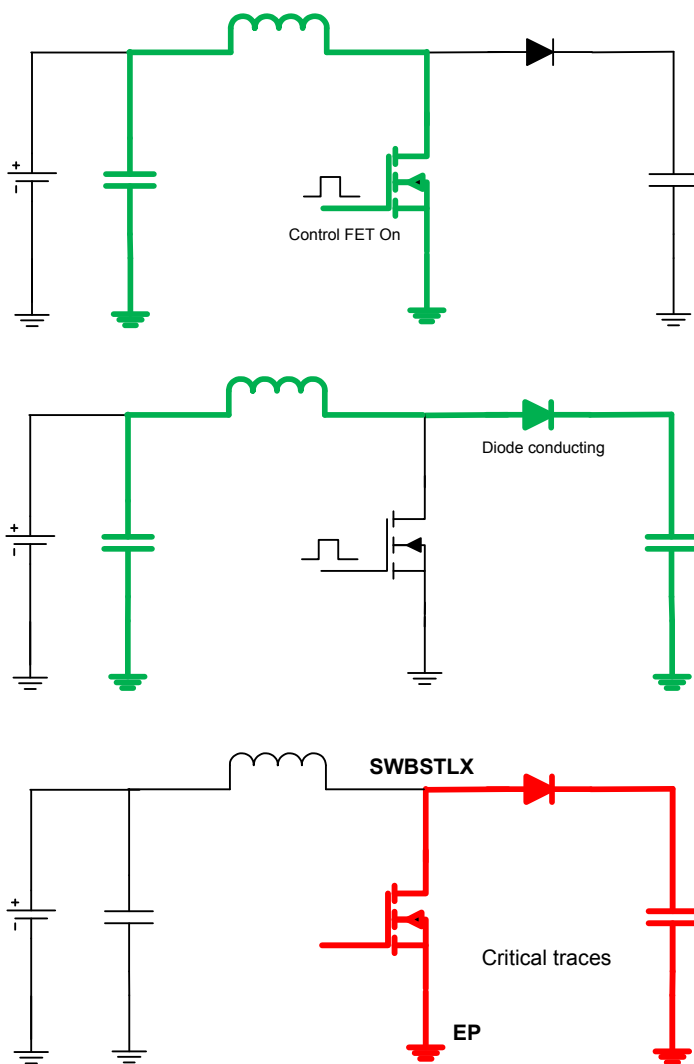 +
-
Control FET On
+
-
Diode conducting
SWBSTLX
+
-
Critical traces
EP